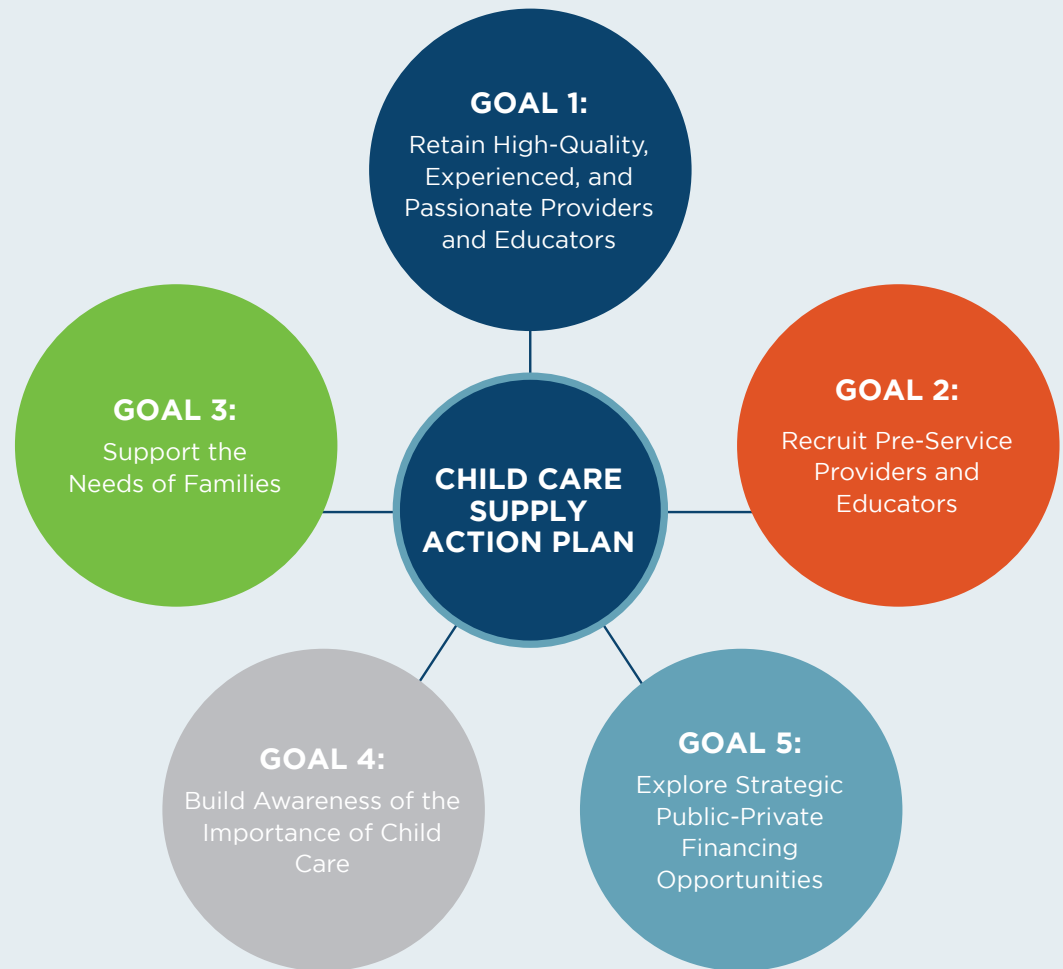 GOAL 1:
Retain High-Quality,
Experienced, and
Passionate Providers
and Educators
GOAL 2:
Recruit Pre-Service
Providers and
Educators
GOAL 3:
Support the
Needs of Families
CHILD CARE
SUPPLY
ACTION PLAN
GOAL 4:
Build Awareness of the
Importance of Child
Care
GOAL 5:
Explore Strategic
Public-Private
Financing
Opportunities